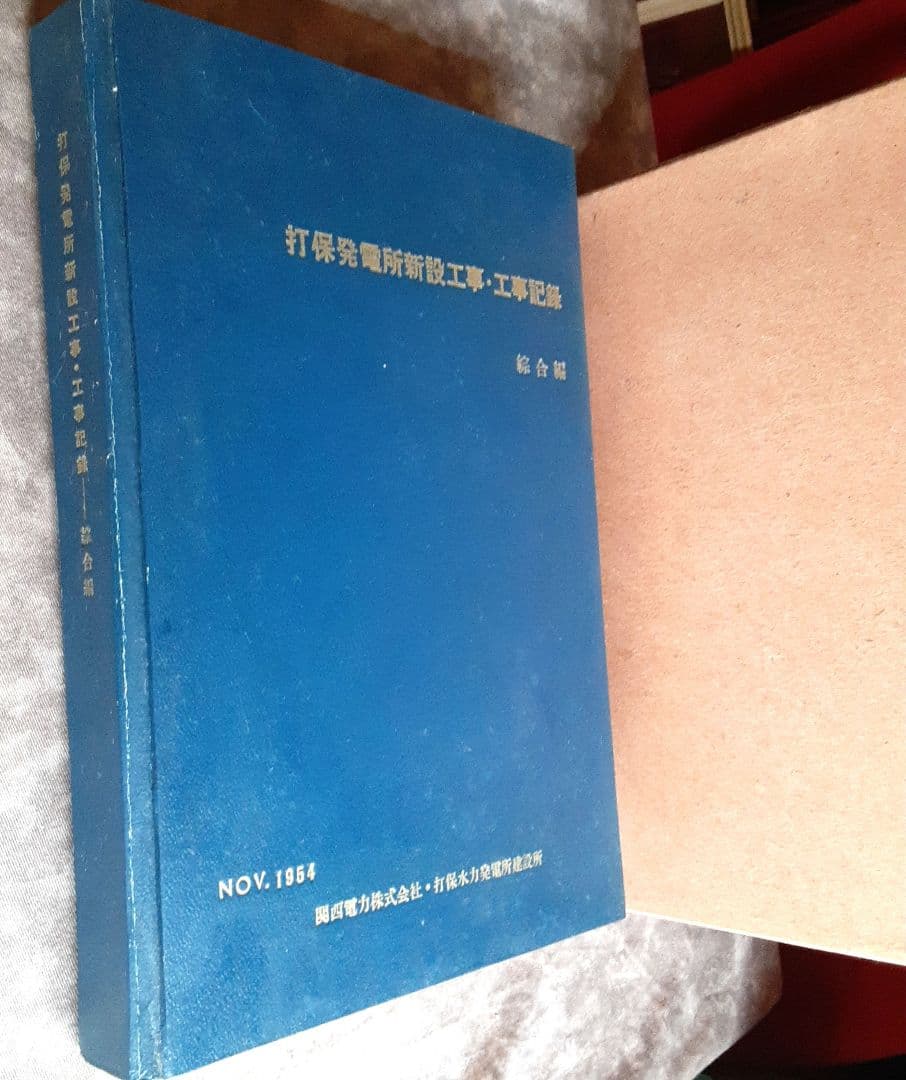 打保発電所新設工事・工事記録
綜合編
NOV. 1954
関西電力株式会社・打保水力発電所建設所
打保発電所新設工事・工事記録——綜合編